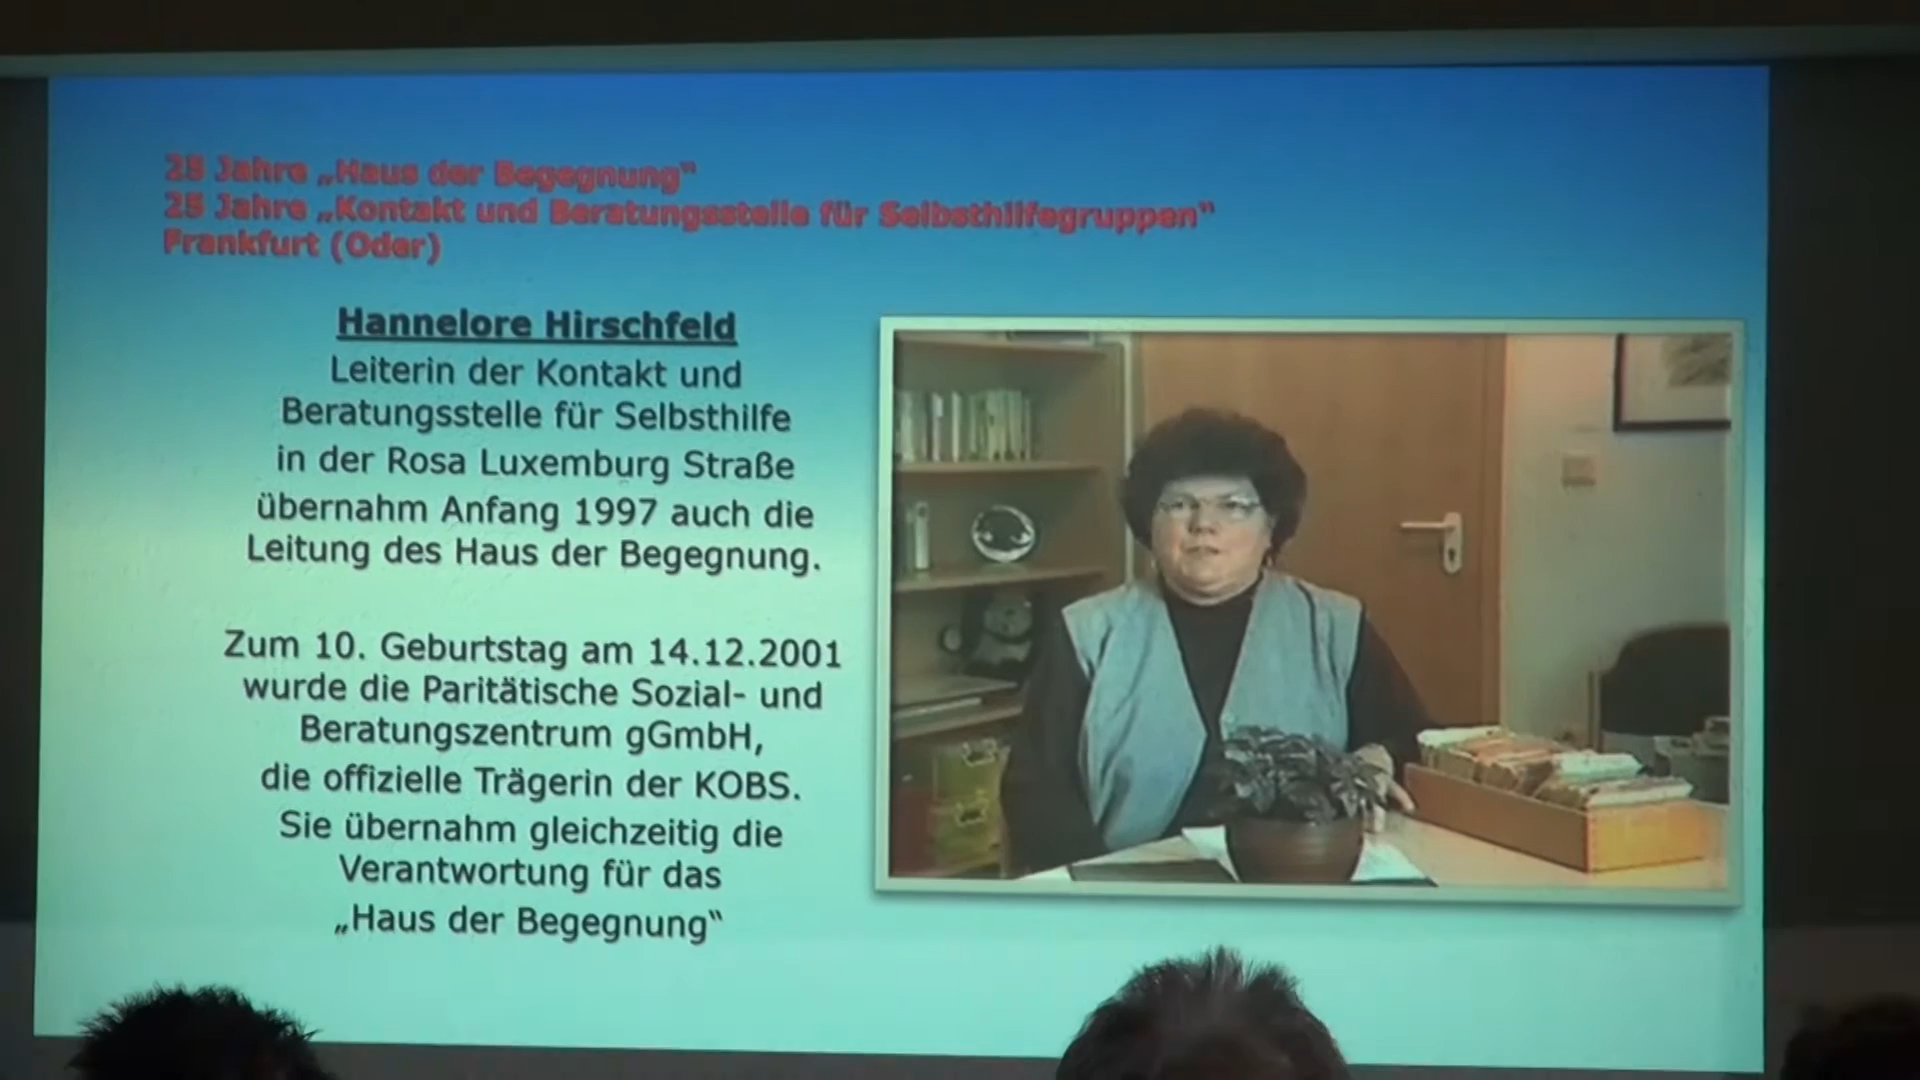 25 Jahre „Haus der Begegnung“
25 Jahre „Kontakt und Beratungsstelle für Selbsthilfegruppen“
Frankfurt (Oder)
Hannelore Hirschfeld
Leiterin der Kontakt und
Beratungsstelle für Selbsthilfe
in der Rosa Luxemburg Straße
übernahm Anfang 1997 auch die
Leitung des Haus der Begegnung.
Zum 10. Geburtstag am 14.12.2001
wurde die Paritätische Sozial- und
Beratungszentrum gGmbH,
die offizielle Trägerin der KOBS.
Sie übernahm gleichzeitig die
Verantwortung für das
„Haus der Begegnung“